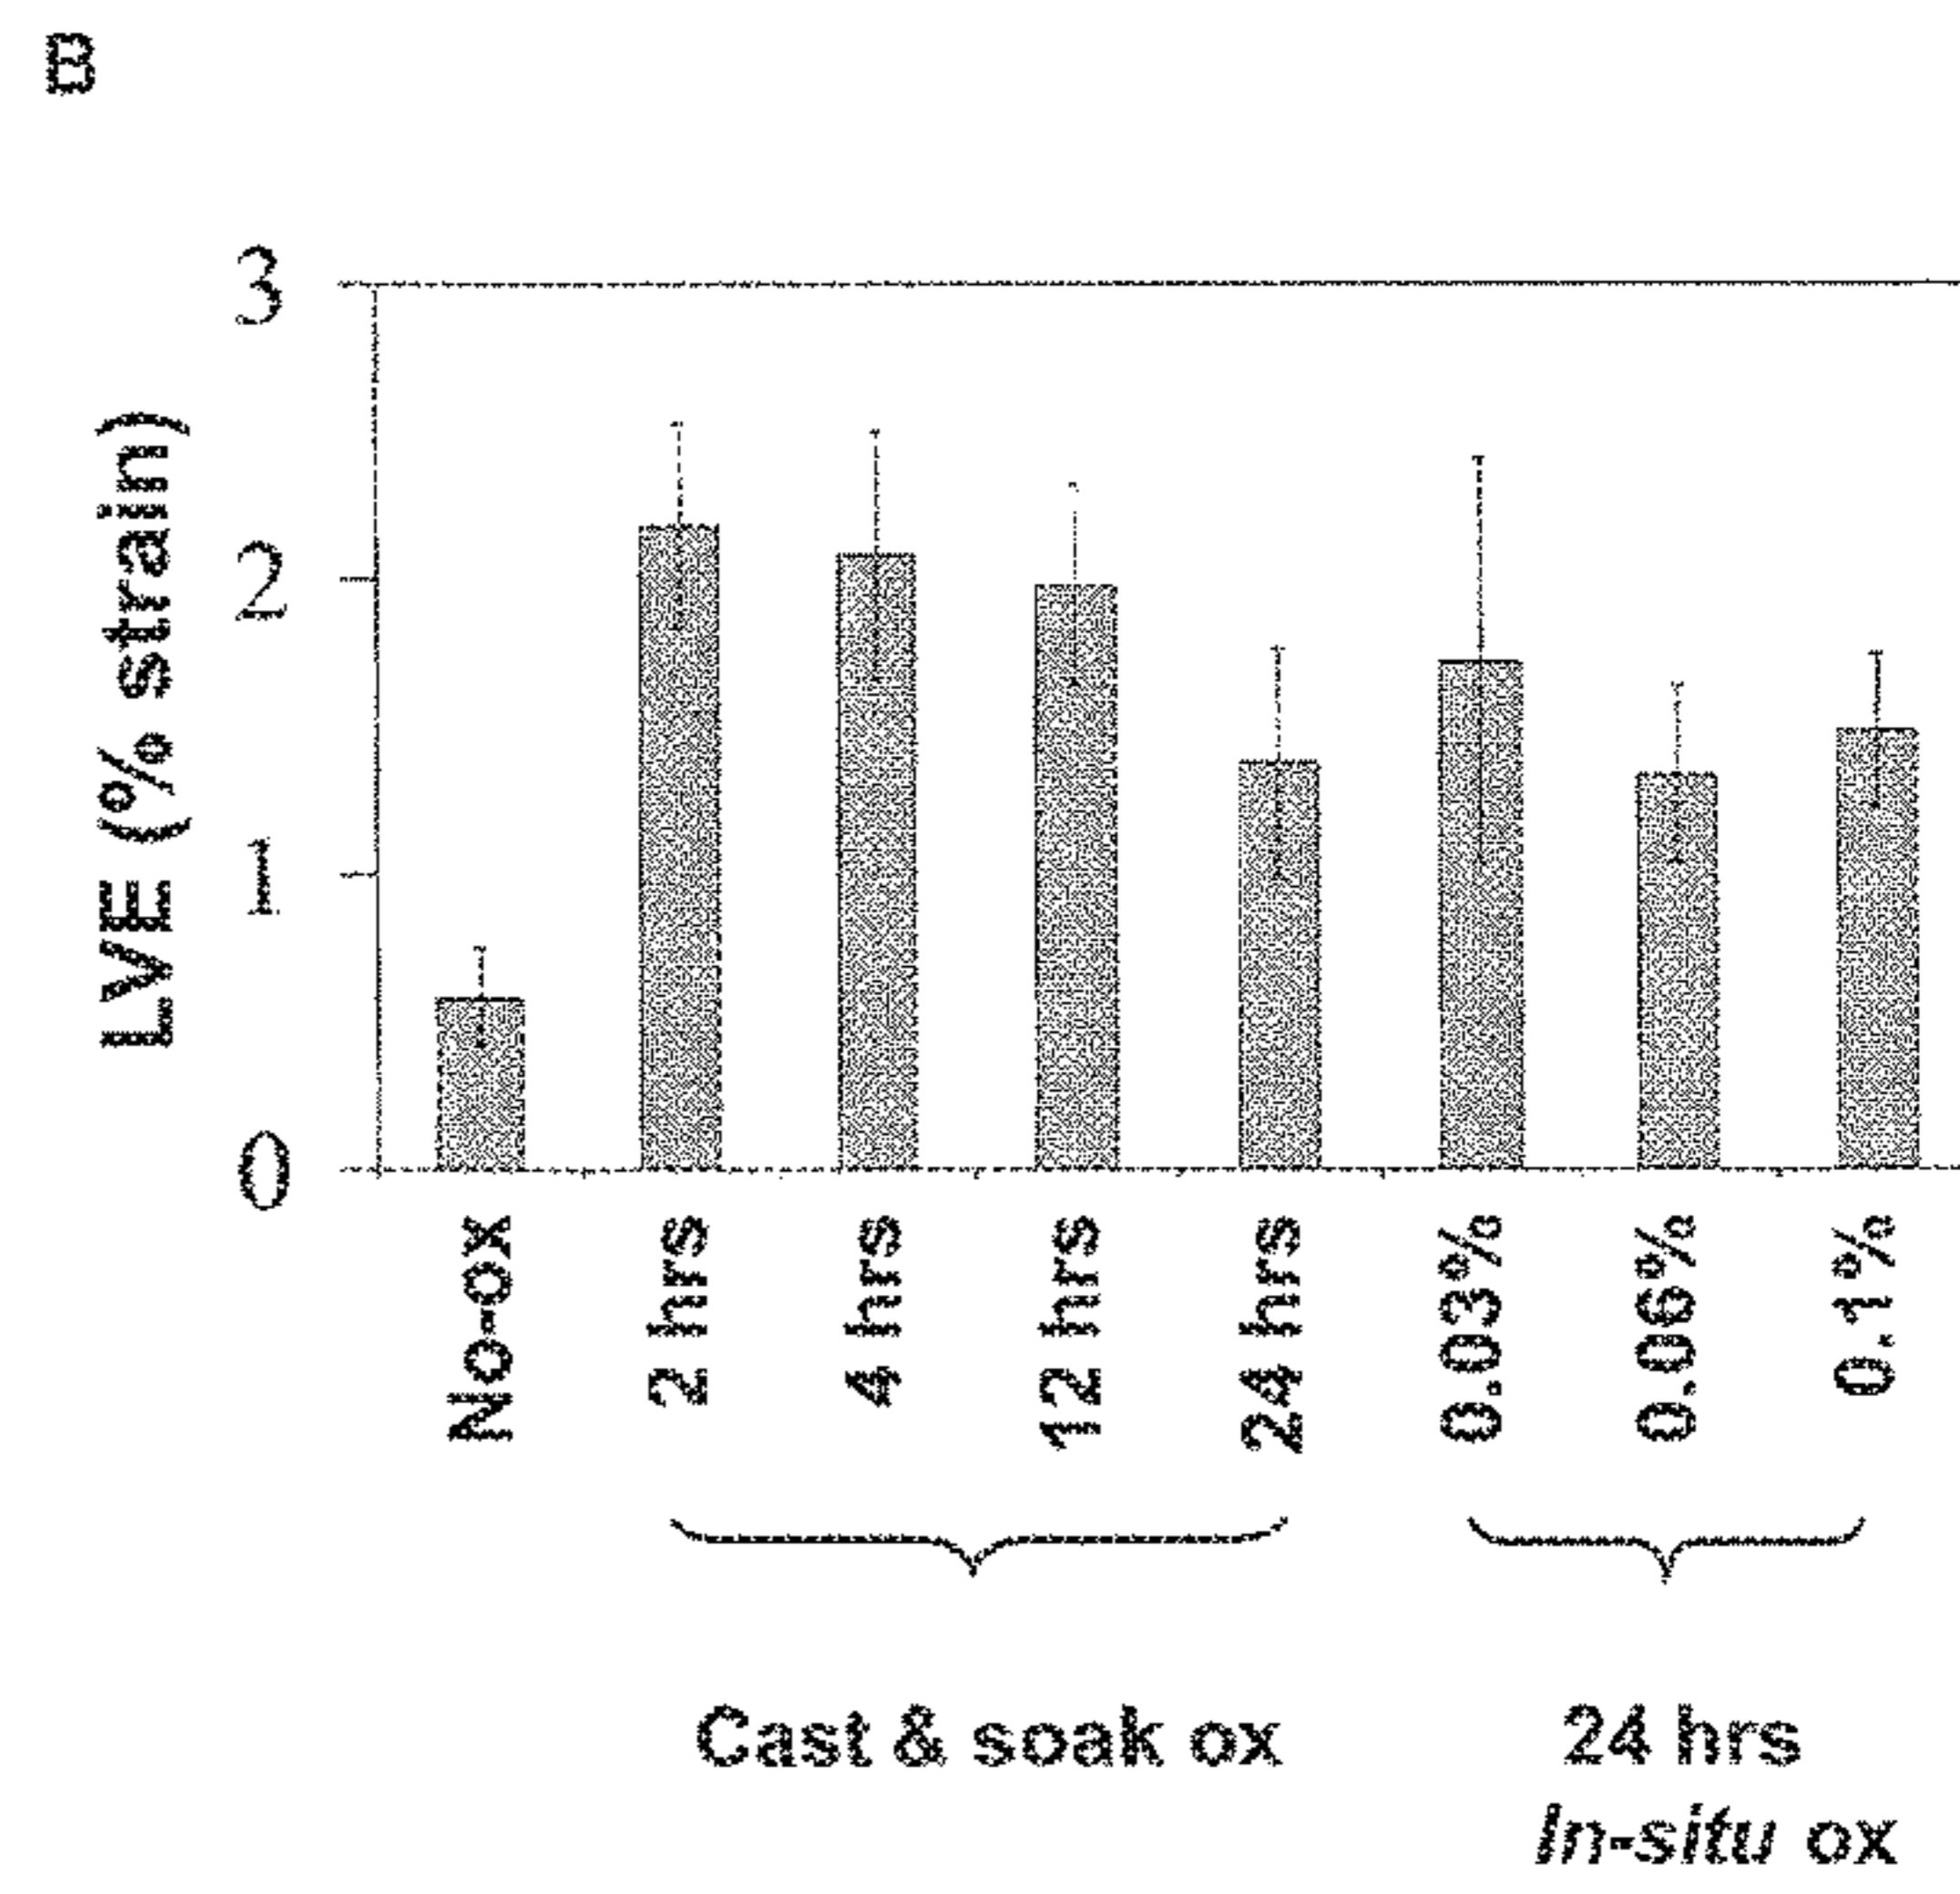 B
3
2
1
0
LVE (% strain)
No-ox
2 hrs
4 hrs
12 hrs
24 hrs
0.03%
0.06%
0.1%
Cast & soak ox
24 hrs
In-situ ox